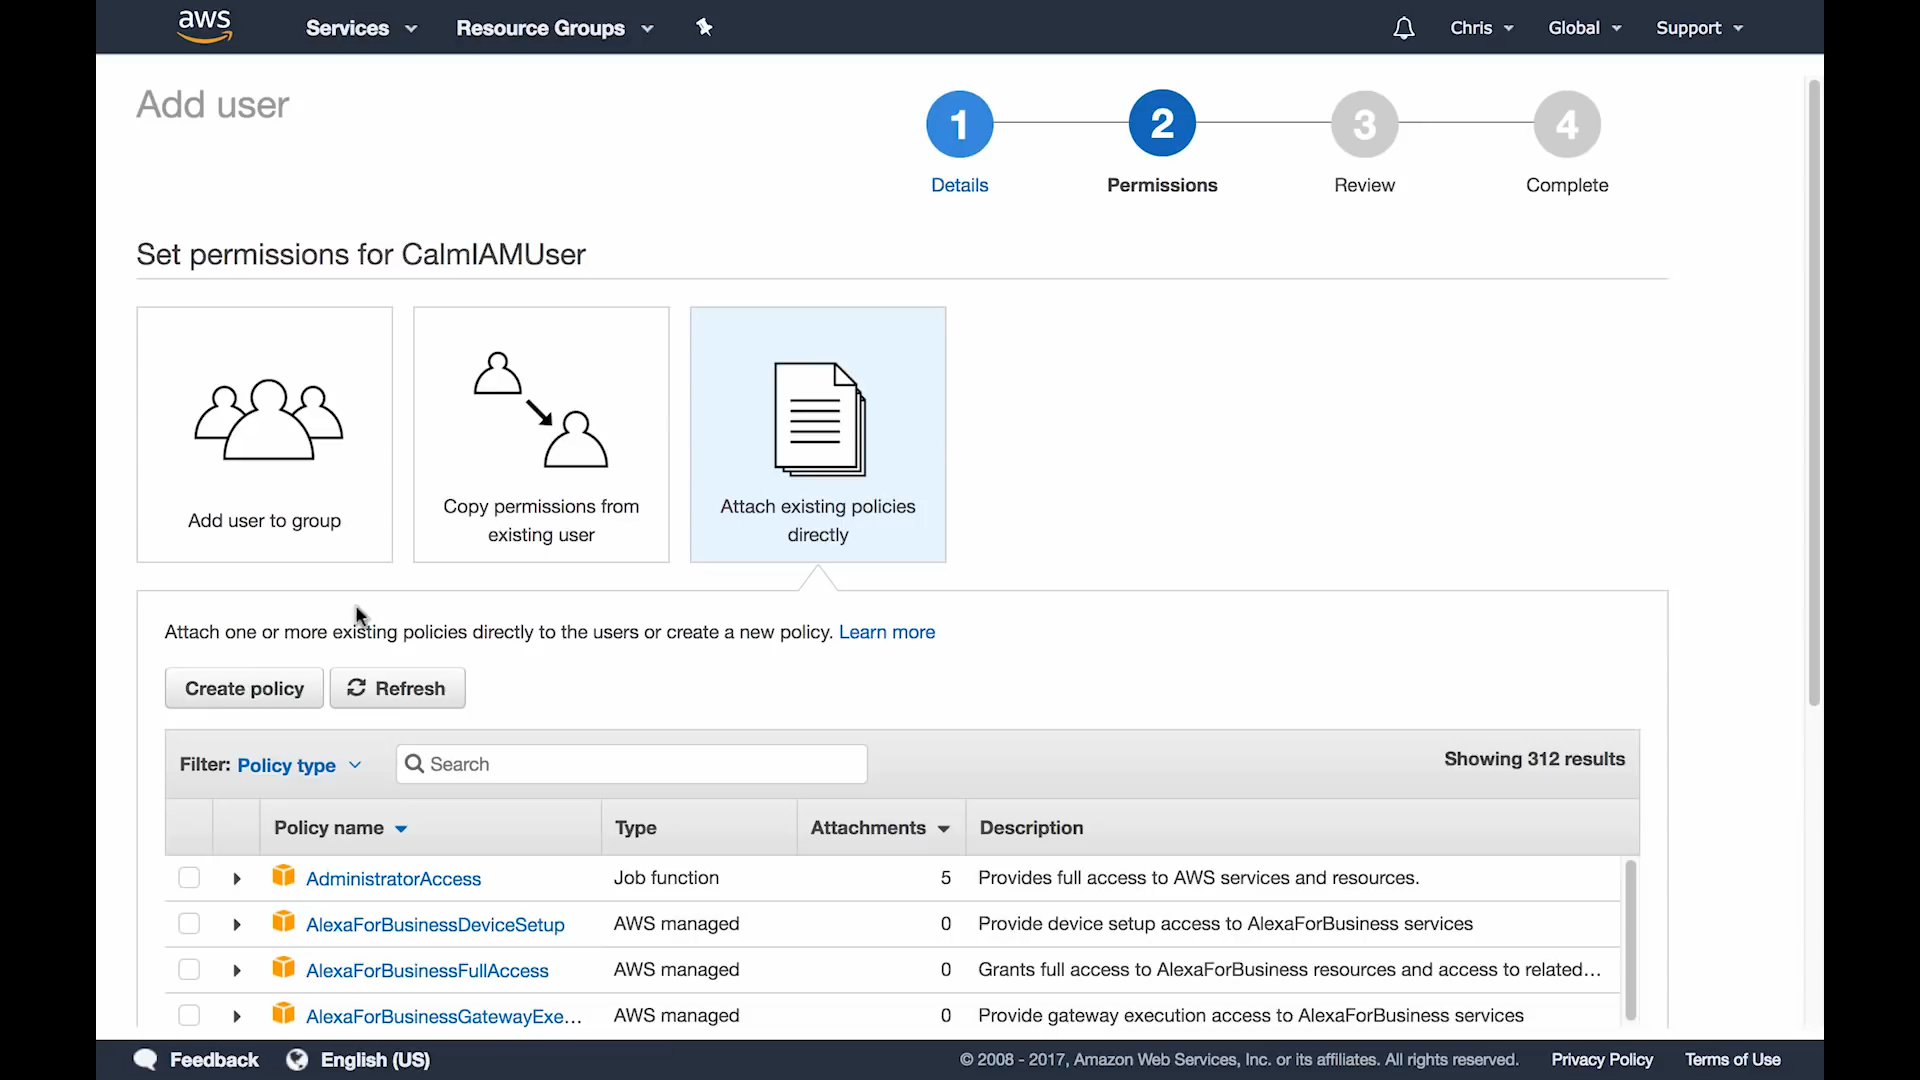 aws Services Resource Groups Chris Global Support
Add user
1 2 3 4
Details Permissions Review Complete
Set permissions for CalmIAMUser
Add user to group
Copy permissions from
existing user
Attach existing policies
directly
Attach one or more existing policies directly to the users or create a new policy. Learn more
Create policy Refresh
Filter: Policy type Search Showing 312 results
Policy name Type Attachments Description
AdministratorAccess Job function 5 Provides full access to AWS services and resources.
AlexaForBusinessDeviceSetup AWS managed 0 Provide device setup access to AlexaForBusiness services
AlexaForBusinessFullAccess AWS managed 0 Grants full access to AlexaForBusiness resources and access to related...
AlexaForBusinessGatewayExe... AWS managed 0 Provide gateway execution access to AlexaForBusiness services
Feedback English (US) © 2008 - 2017, Amazon Web Services, Inc. or its affiliates. All rights reserved. Privacy Policy Terms of Use